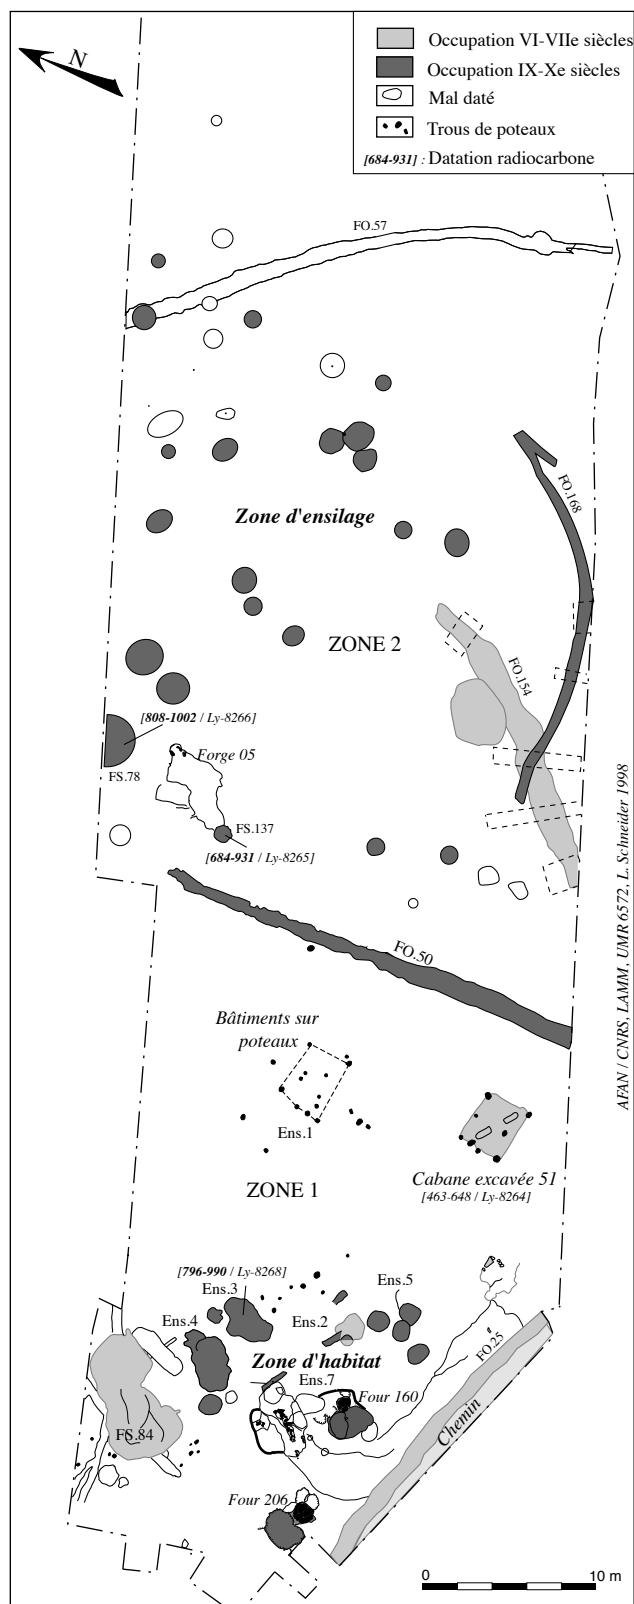 N
Occupation VI-VIIe siècles
Occupation IX-Xe siècles
Mal daté
Trous de poteaux
[684-931] : Datation radiocarbone
FO.57
Zone d'ensilage
FO.168
ZONE 2
FO.154
[808-1002 / Ly-8266]
Forge 05
FS.78
FS.137
[684-931 / Ly-8265]
AFAN / CNRS, LAMM, UMR 6572, L. Schneider 1998
FO.50
Bâtiments sur
poteaux
Ens.1
Cabane excavée 51
[463-648 / Ly-8264]
ZONE 1
[796-990 / Ly-8268]
Ens.3
Ens.5
Ens.4
Ens.2
Zone d'habitat
FO.25
Ens.7
Four 160
Chemin
FS.84
Four 206
0
10 m